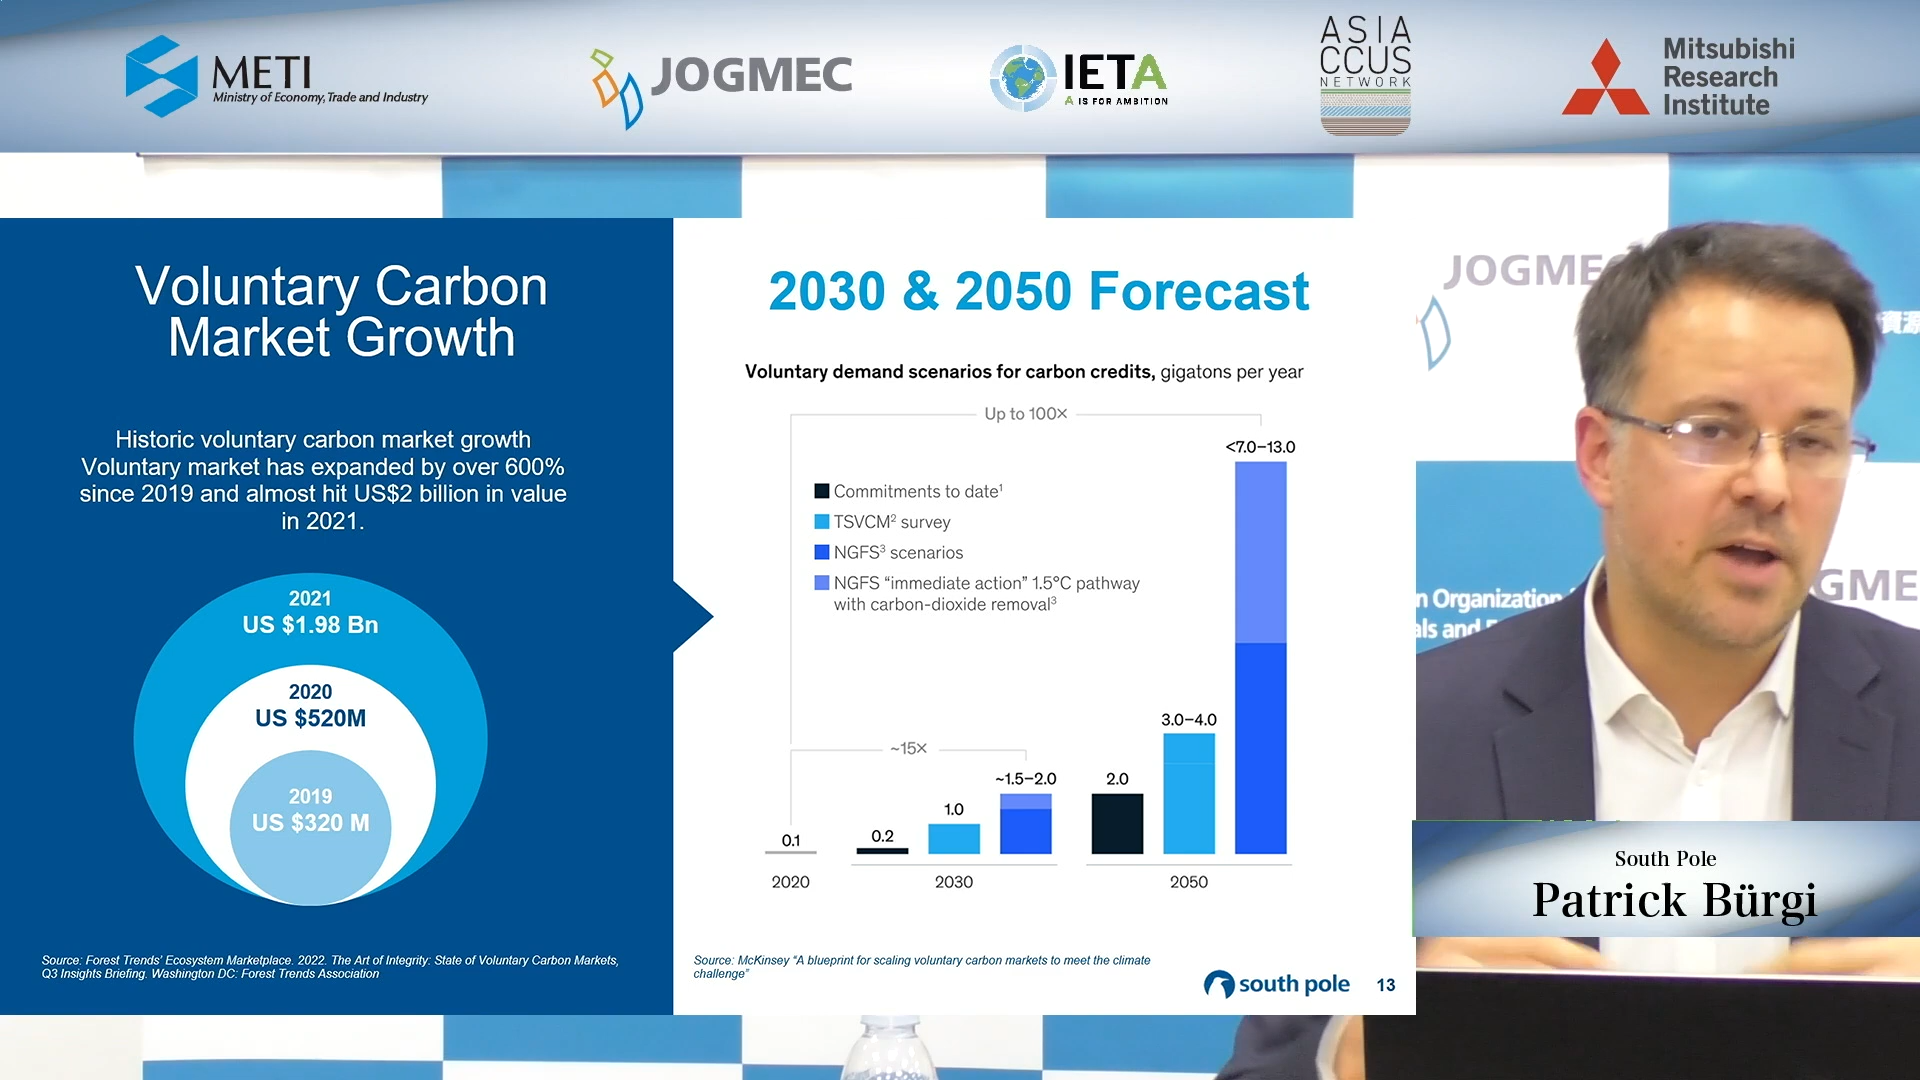 METI
Ministry of Economy, Trade and Industry
JOGMEC
IETA
A IS FOR AMBITION
ASIA
CCUS
NETWORK
Mitsubishi
Research
Institute
Voluntary Carbon
Market Growth
Historic voluntary carbon market growth
Voluntary market has expanded by over 600%
since 2019 and almost hit US$2 billion in value
in 2021.
2021
US $1.98 Bn
2020
US $520M
2019
US $320 M
Source: Forest Trends' Ecosystem Marketplace. 2022. The Art of Integrity: State of Voluntary Carbon Markets,
Q3 Insights Briefing. Washington DC: Forest Trends Association
2030 & 2050 Forecast
Voluntary demand scenarios for carbon credits, gigatons per year
Up to 100×
<7.0–13.0
Commitments to date¹
TSVCM² survey
NGFS³ scenarios
NGFS “immediate action” 1.5°C pathway
with carbon-dioxide removal³
3.0–4.0
~15×
~1.5–2.0
2.0
1.0
0.2
0.1
2020
2030
2050
Source: McKinsey “A blueprint for scaling voluntary carbon markets to meet the climate
challenge”
south pole
13
JOGME
資源
GME
n Organization
als and
South Pole
Patrick Bürgi